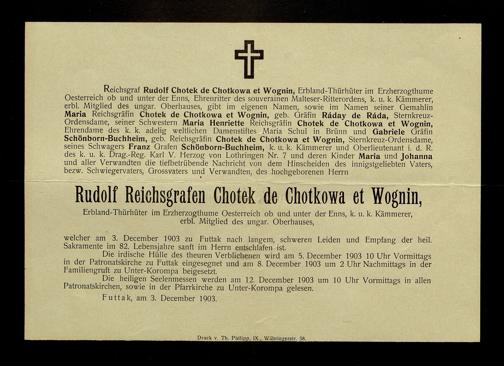 Reichsgraf Rudolf Chotek de Chotkowa et Wognin, Erbland-Thürhüter im Erzherzogthume
Oesterreich ob und unter der Enns, Ehrenritter des souverainen Malteser-Ritterordens, k. u. k. Kämmerer,
erbl. Mitglied des ungar. Oberhauses, gibt im eigenen Namen, sowie im Namen seiner Gemahlin
Maria Reichsgräfin Chotek de Chotkowa et Wognin, geb. Gräfin Ráday de Ráda, Sternkreuz-
Ordensdame, seiner Schwestern Maria Henriette Reichsgräfin Chotek de Chotkowa et Wognin,
Ehrendame des k. k. adelig weltlichen Damenstiftes Maria Schul in Brünn und Gabriele Gräfin
Schönborn-Buchheim, geb. Reichsgräfin Chotek de Chotkowa et Wognin, Sternkreuz-Ordensdame,
seines Schwagers Franz Grafen Schönborn-Buchheim, k. u. k. Kämmerer und Oberlieutenant i. d. R.
des k. u. k. Drag.-Reg. Karl V. Herzog von Lothringen Nr. 7 und deren Kinder Maria und Johanna
und aller Verwandten die tiefbetrübende Nachricht von dem Hinscheiden des innigstgeliebten Vaters,
bezw. Schwiegervaters, Grossvaters und Verwandten, des hochgeborenen Herrn
Rudolf Reichsgrafen Chotek de Chotkowa et Wognin,
Erbland-Thürhüter im Erzherzogthume Oesterreich ob und unter der Enns, k. u. k. Kämmerer,
erbl. Mitglied des ungar. Oberhauses,
welcher am 3. December 1903 zu Futtak nach langem, schweren Leiden und Empfang der heil.
Sakramente im 82. Lebensjahre sanft im Herrn entschlafen ist.
Die irdische Hülle des theuren Verblichenen wird am 5. December 1903 10 Uhr Vormittags
in der Patronatskirche zu Futtak eingesegnet und am 8. December 1903 um 2 Uhr Nachmittags in der
Familiengruft zu Unter-Korompa beigesetzt.
Die heiligen Seelenmessen werden am 12. December 1903 um 10 Uhr Vormittags in allen
Patronatskirchen, sowie in der Pfarrkirche zu Unter-Korompa gelesen.
Futtak, am 3. December 1903.
Druck v. Th. Philipp, IX., Währingerstr. 58.